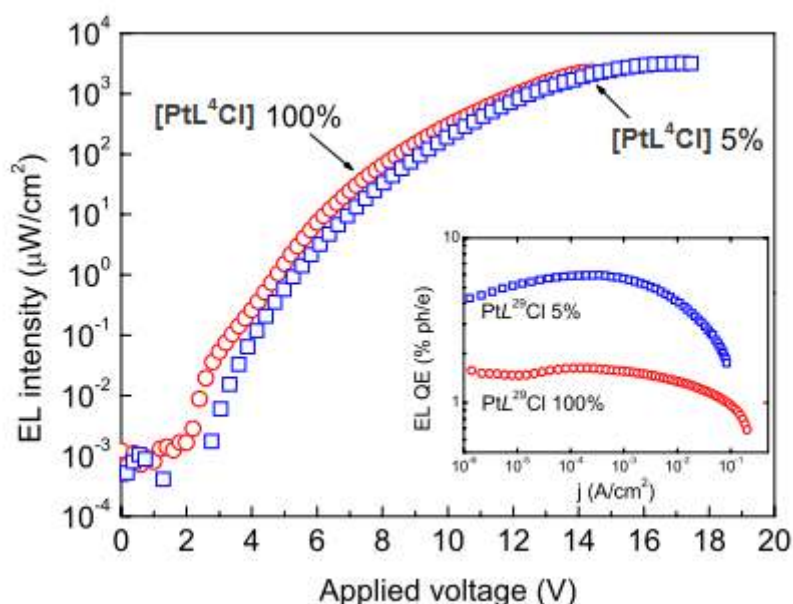 10⁴
10³
10²
10¹
10⁰
10⁻¹
10⁻²
10⁻³
10⁻⁴
EL intensity (μW/cm²)
[PtL⁴Cl] 100%
[PtL⁴Cl] 5%
10
1
EL QE (% ph/e)
PtL²⁹Cl 5%
PtL²⁹Cl 100%
10⁻⁶ 10⁻⁵ 10⁻⁴ 10⁻³ 10⁻² 10⁻¹
j (A/cm²)
0 2 4 6 8 10 12 14 16 18 20
Applied voltage (V)